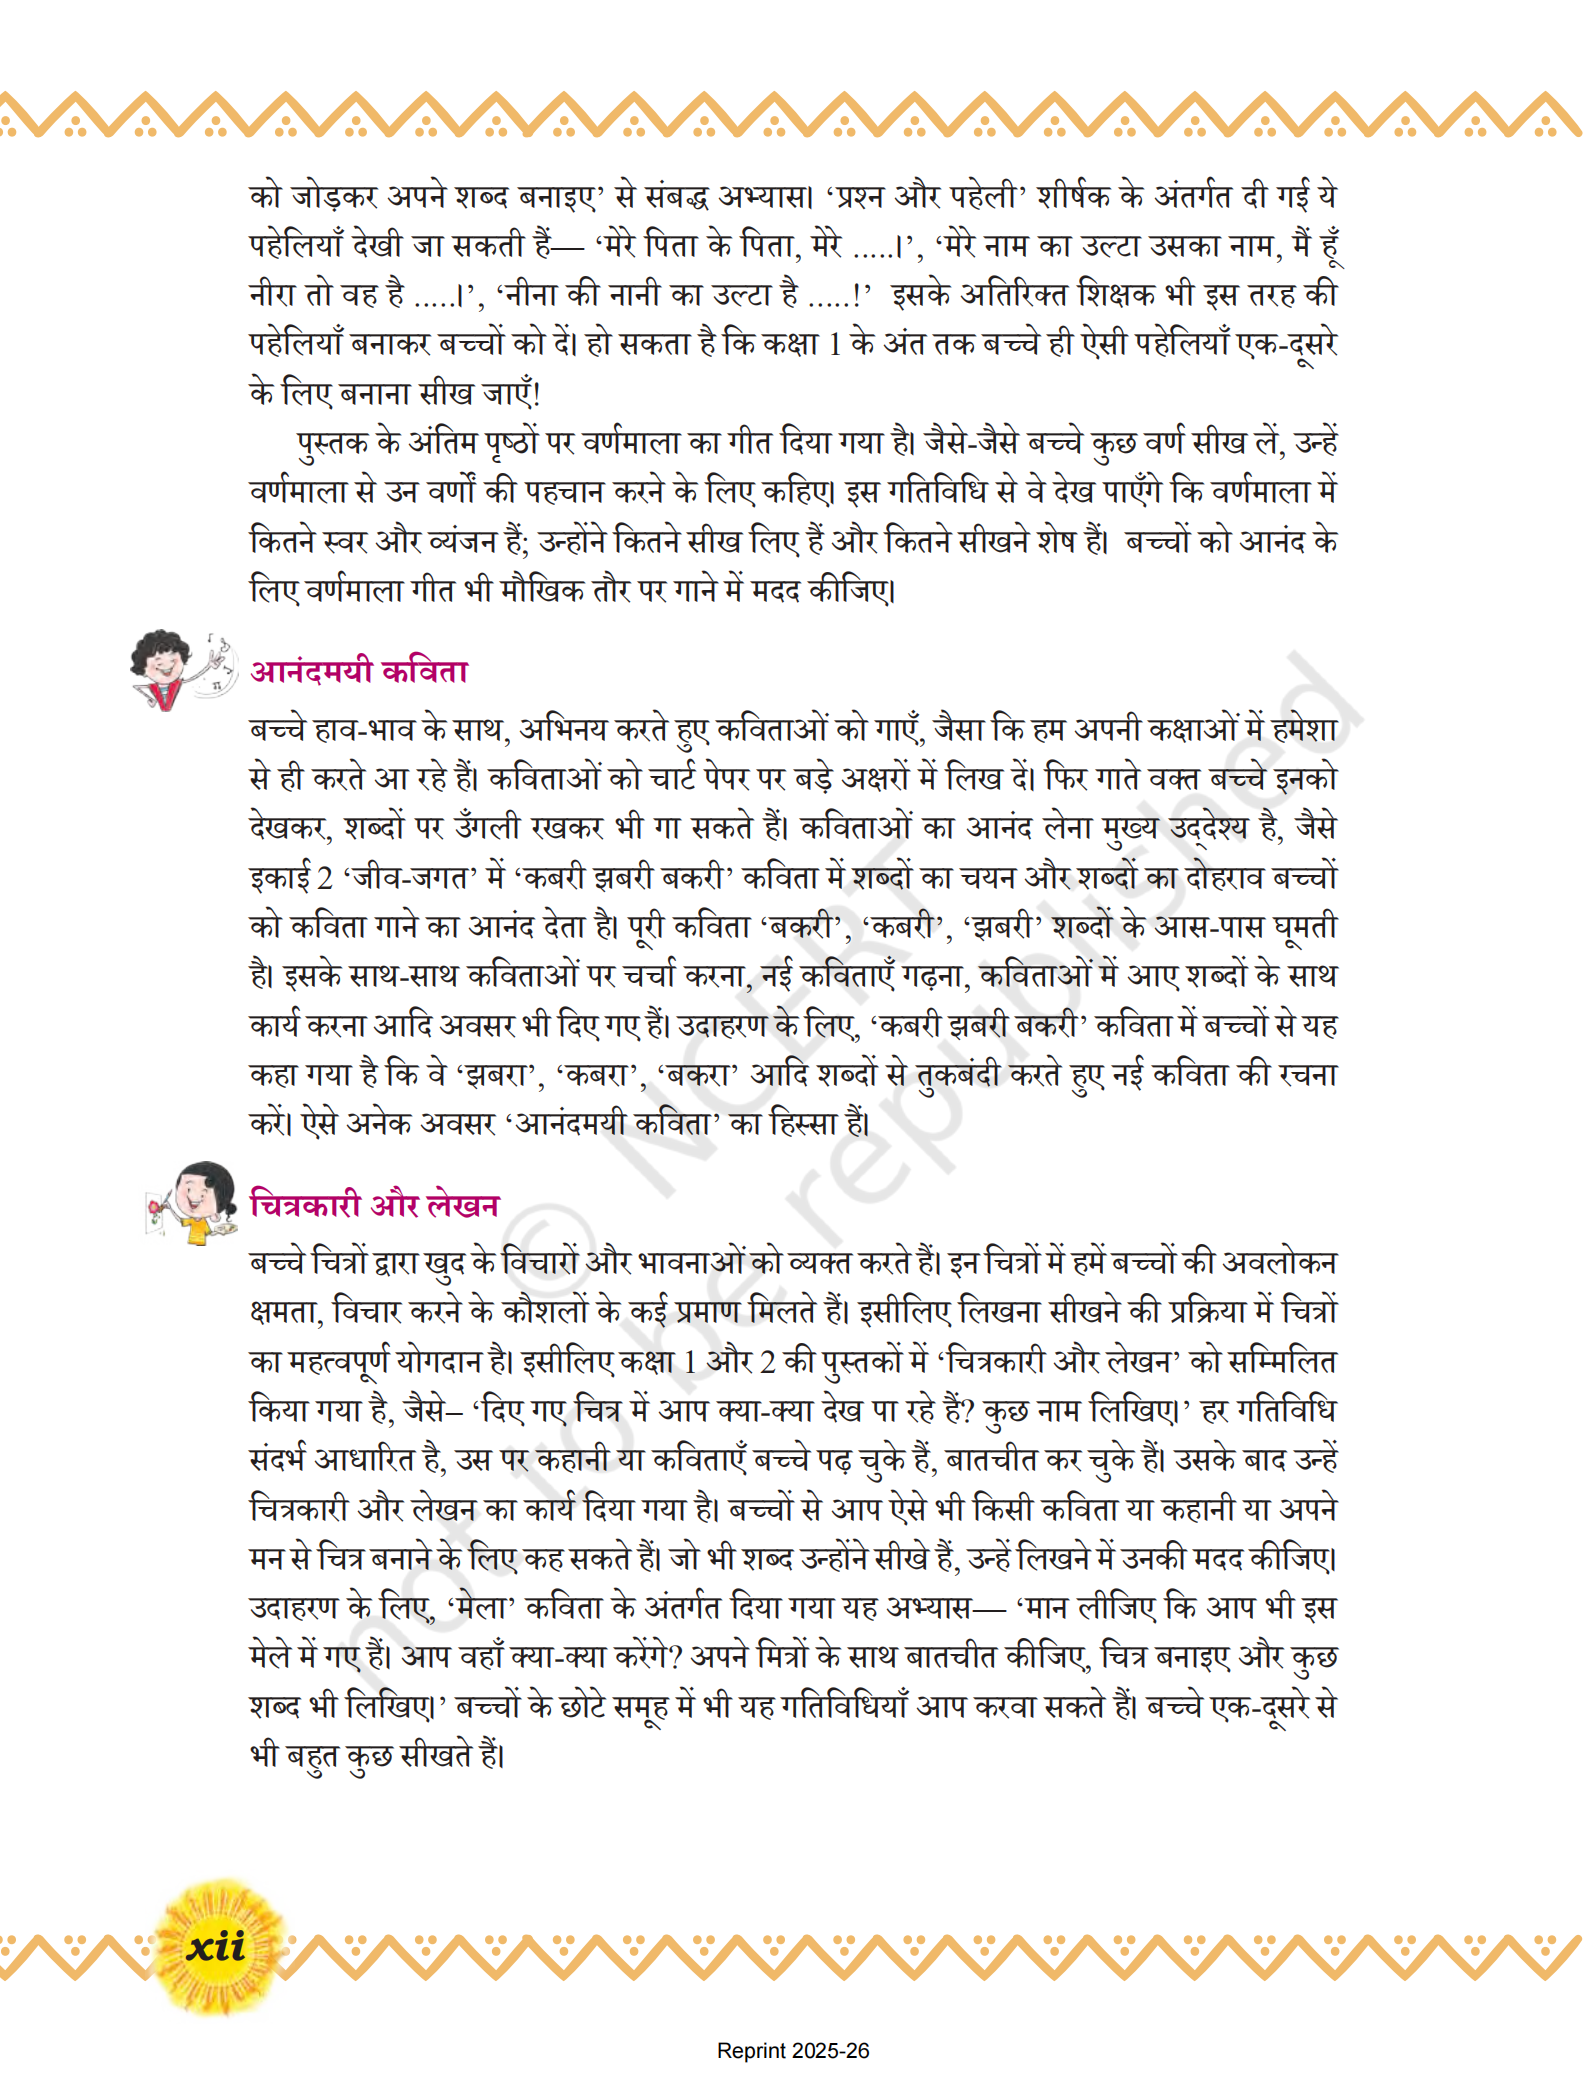 को जोड़कर अपने शब्द बनाइए’ से संबद्ध अभ्यास। ‘प्रश्न और पहेली’ शीर्षक के अंतर्गत दी गई ये
पहेलियाँ देखी जा सकती हैं— ‘मेरे पिता के पिता, मेरे .....।’, ‘मेरे नाम का उल्टा उसका नाम, मैं हूँ
नीरा तो वह है .....।’, ‘नीना की नानी का उल्टा है .....!’ इसके अतिरिक्त शिक्षक भी इस तरह की
पहेलियाँ बनाकर बच्चों को दें। हो सकता है कि कक्षा 1 के अंत तक बच्चे ही ऐसी पहेलियाँ एक-दूसरे
के लिए बनाना सीख जाएँ!
पुस्तक के अंतिम पृष्ठों पर वर्णमाला का गीत दिया गया है। जैसे-जैसे बच्चे कुछ वर्ण सीख लें, उन्हें
वर्णमाला से उन वर्णों की पहचान करने के लिए कहिए। इस गतिविधि से वे देख पाएँगे कि वर्णमाला में
कितने स्वर और व्यंजन हैं; उन्होंने कितने सीख लिए हैं और कितने सीखने शेष हैं। बच्चों को आनंद के
लिए वर्णमाला गीत भी मौखिक तौर पर गाने में मदद कीजिए।
आनंदमयी कविता
बच्चे हाव-भाव के साथ, अभिनय करते हुए कविताओं को गाएँ, जैसा कि हम अपनी कक्षाओं में हमेशा
से ही करते आ रहे हैं। कविताओं को चार्ट पेपर पर बड़े अक्षरों में लिख दें। फिर गाते वक्त बच्चे इनको
देखकर, शब्दों पर उँगली रखकर भी गा सकते हैं। कविताओं का आनंद लेना मुख्य उद्‌देश्य है, जैसे
इकाई 2 ‘जीव-जगत’ में ‘कबरी झबरी बकरी’ कविता में शब्दों का चयन और शब्दों का दोहराव बच्चों
को कविता गाने का आनंद देता है। पूरी कविता ‘बकरी’, ‘कबरी’, ‘झबरी’ शब्दों के आस-पास घूमती
है। इसके साथ-साथ कविताओं पर चर्चा करना, नई कविताएँ गढ़ना, कविताओं में आए शब्दों के साथ
कार्य करना आदि अवसर भी दिए गए हैं। उदाहरण के लिए, ‘कबरी झबरी बकरी’ कविता में बच्चों से यह
कहा गया है कि वे ‘झबरा’, ‘कबरा’, ‘बकरा’ आदि शब्दों से तुकबंदी करते हुए नई कविता की रचना
करें। ऐसे अनेक अवसर ‘आनंदमयी कविता’ का हिस्सा हैं।
चित्रकारी और लेखन
बच्चे चित्रों द्वारा खुद के विचारों और भावनाओं को व्यक्त करते हैं। इन चित्रों में हमें बच्चों की अवलोकन
क्षमता, विचार करने के कौशलों के कई प्रमाण मिलते हैं। इसीलिए लिखना सीखने की प्रक्रिया में चित्रों
का महत्वपूर्ण योगदान है। इसीलिए कक्षा 1 और 2 की पुस्तकों में ‘चित्रकारी और लेखन’ को सम्मिलित
किया गया है, जैसे– ‘दिए गए चित्र में आप क्या-क्या देख पा रहे हैं? कुछ नाम लिखिए।’ हर गतिविधि
संदर्भ आधारित है, उस पर कहानी या कविताएँ बच्चे पढ़ चुके हैं, बातचीत कर चुके हैं। उसके बाद उन्हें
चित्रकारी और लेखन का कार्य दिया गया है। बच्चों से आप ऐसे भी किसी कविता या कहानी या अपने
मन से चित्र बनाने के लिए कह सकते हैं। जो भी शब्द उन्होंने सीखे हैं, उन्हें लिखने में उनकी मदद कीजिए।
उदाहरण के लिए, ‘मेला’ कविता के अंतर्गत दिया गया यह अभ्यास— ‘मान लीजिए कि आप भी इस
मेले में गए हैं। आप वहाँ क्या-क्या करेंगे? अपने मित्रों के साथ बातचीत कीजिए, चित्र बनाइए और कुछ
शब्द भी लिखिए।’ बच्चों के छोटे समूह में भी यह गतिविधियाँ आप करवा सकते हैं। बच्चे एक-दूसरे से
भी बहुत कुछ सीखते हैं।
© NCERT
not to be republished
xii
Reprint 2025-26